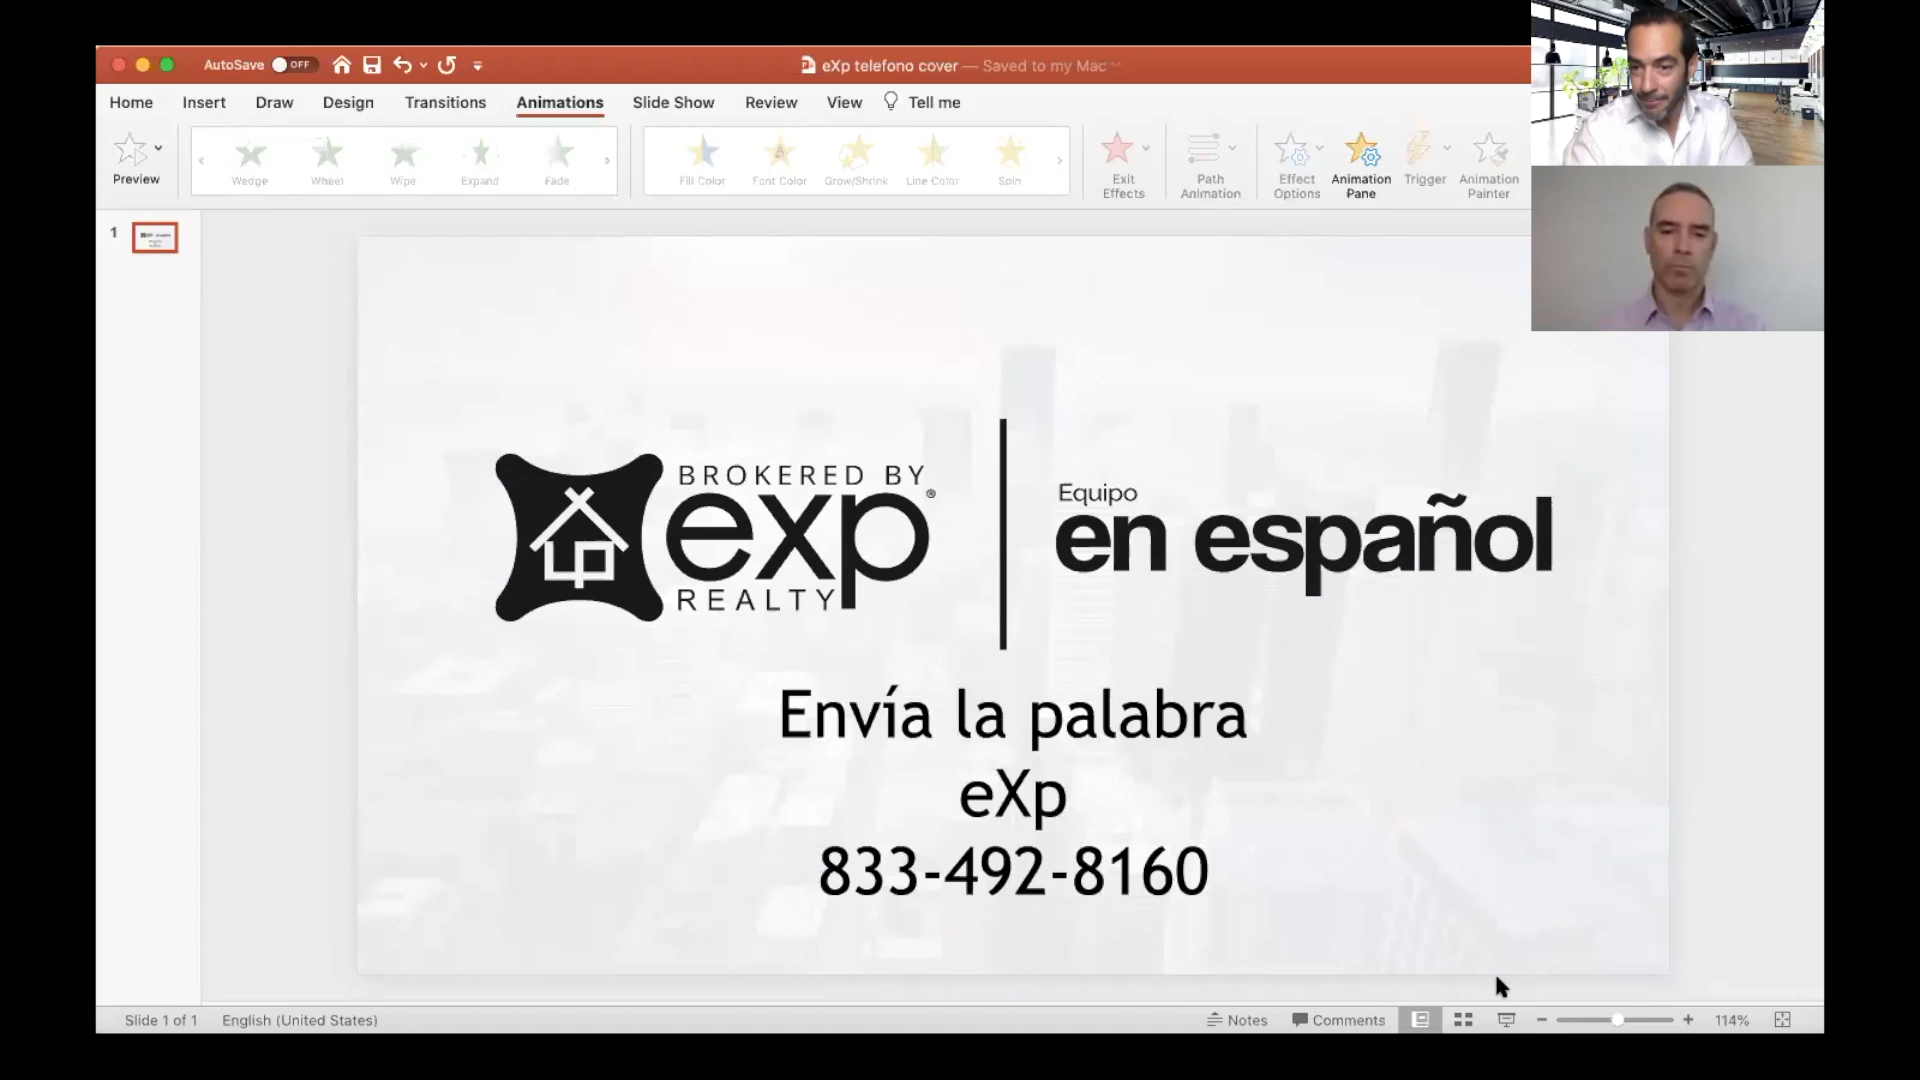 AutoSave OFF
eXp telefono cover — Saved to my Mac
Home Insert Draw Design Transitions Animations Slide Show Review View Tell me
Preview
Wedge Wheel Wipe Expand Fade
Fill Color Font Color Grow/Shrink Line Color Spin
Exit Effects
Path Animation
Effect Options
Animation Pane
Trigger
Animation Painter
1
BROKERED BY
exp®
REALTY
Equipo
en español
Envía la palabra
eXp
833-492-8160
Slide 1 of 1 English (United States) Notes Comments 114%